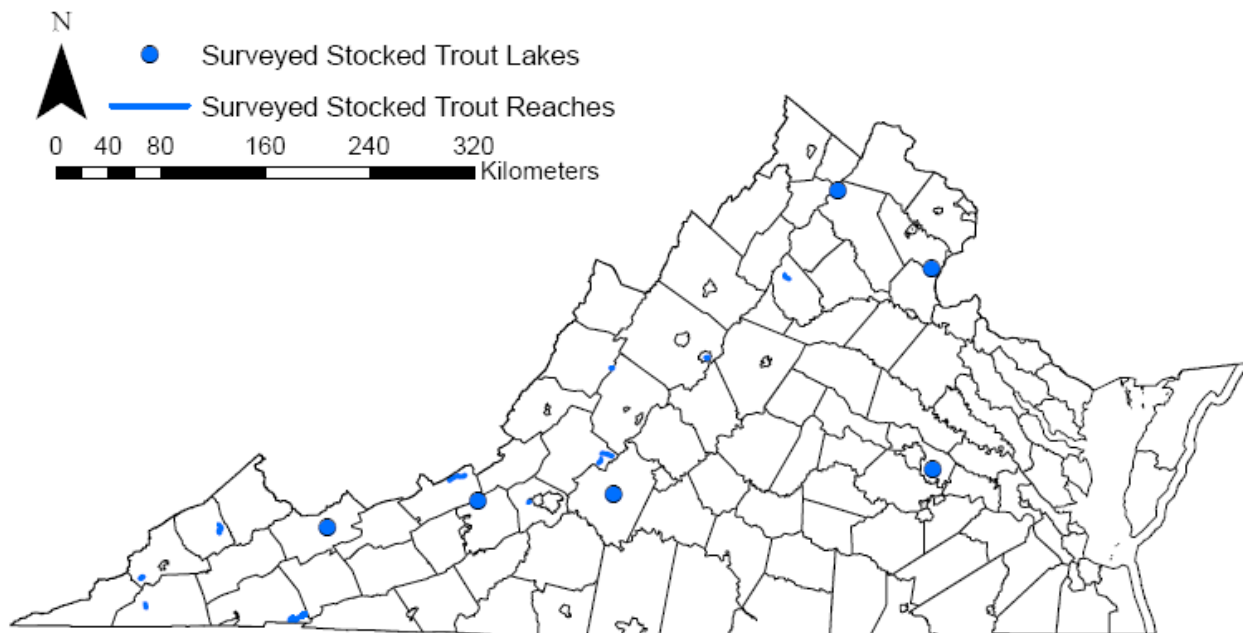 N
Surveyed Stocked Trout Lakes
Surveyed Stocked Trout Reaches
0 40 80 160 240 320
Kilometers